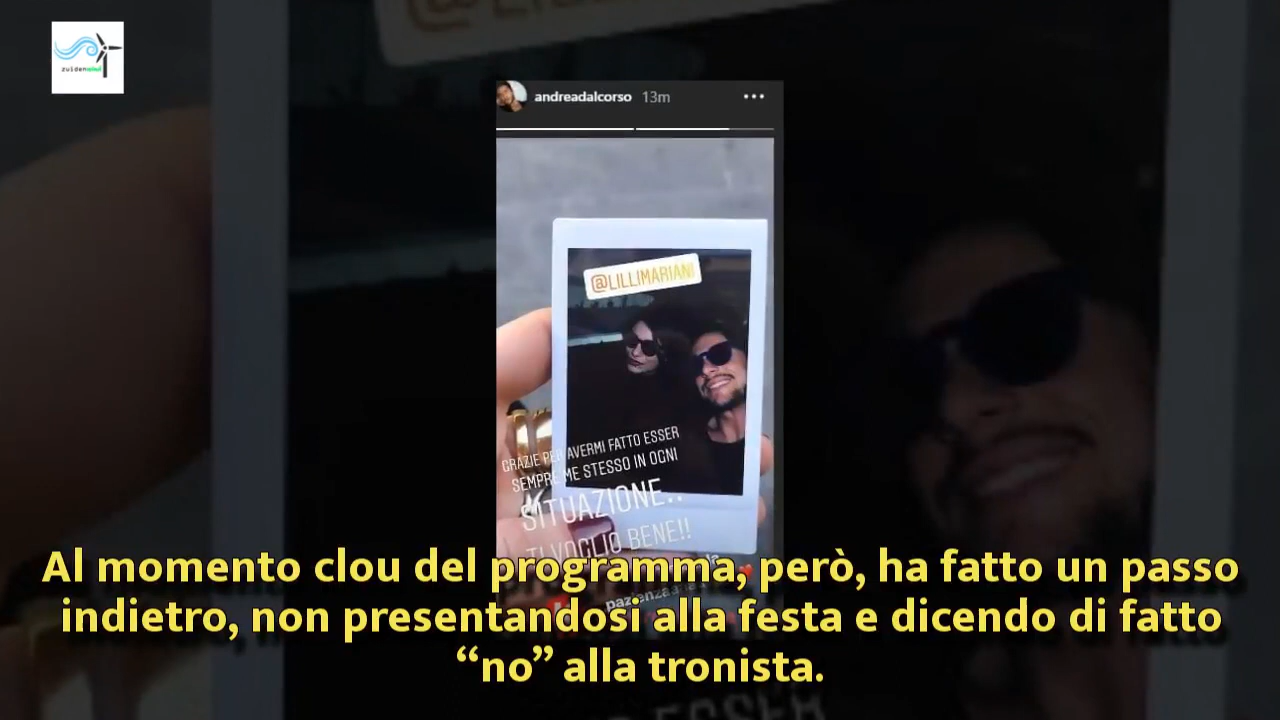 zuidenwind
andreadalcorso 13m
@LILLIMARIANI
GRAZIE PER AVERMI FATTO ESSER
SEMPRE ME STESSO IN OGNI
SITUAZIONE..
TI VOGLIO BENE!!
Al momento clou del programma, però, ha fatto un passo
indietro, non presentandosi alla festa e dicendo di fatto
“no” alla tronista.